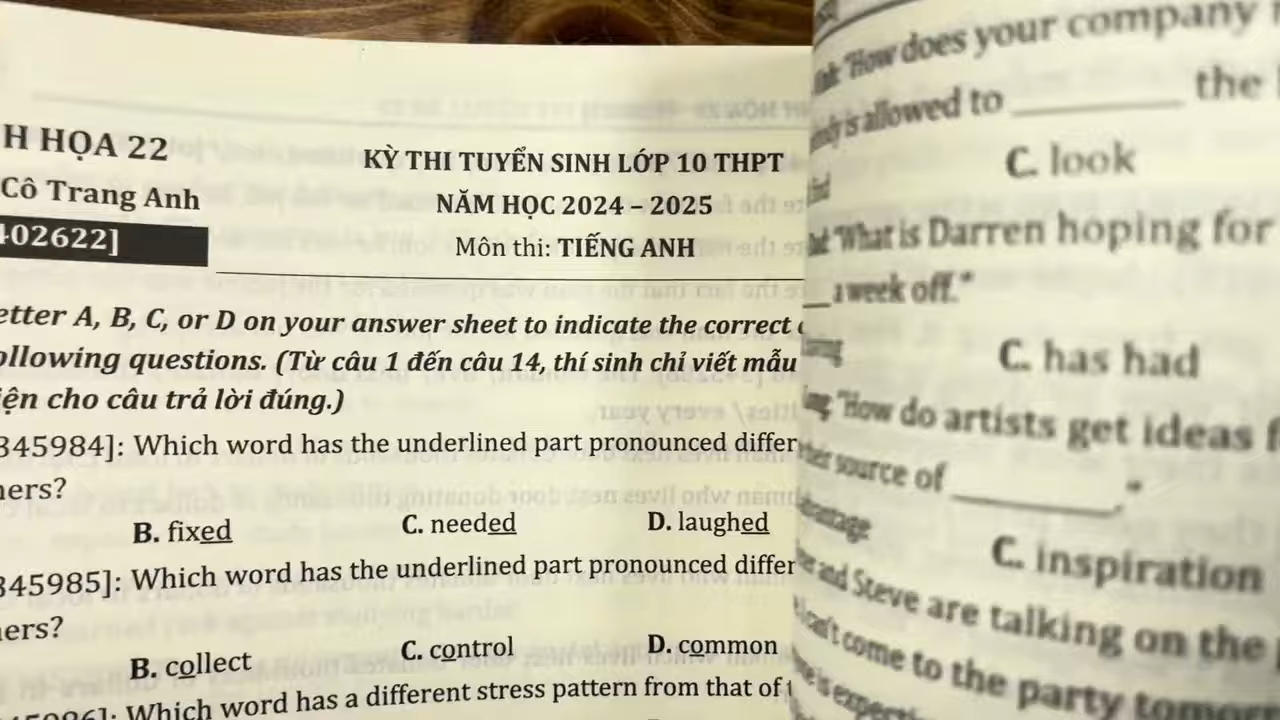 H HỌA 22
Cô Trang Anh
402622]
KỲ THI TUYỂN SINH LỚP 10 THPT
NĂM HỌC 2024 – 2025
Môn thi: TIẾNG ANH
etter A, B, C, or D on your answer sheet to indicate the correct
ollowing questions. (Từ câu 1 đến câu 14, thí sinh chỉ viết mẫu
iện cho câu trả lời đúng.)
345984]: Which word has the underlined part pronounced differ
ners?
B. fixed C. needed D. laughed
345985]: Which word has the underlined part pronounced differ
ners?
B. collect C. control D. common
Which word has a different stress pattern from that of
"How does your company
is allowed to ________ the
C. look
"What is Darren hoping for
__ a week off."
C. has had
"How do artists get ideas f
their source of ________."
C. inspiration
and Steve are talking on the
can't come to the party tomorr